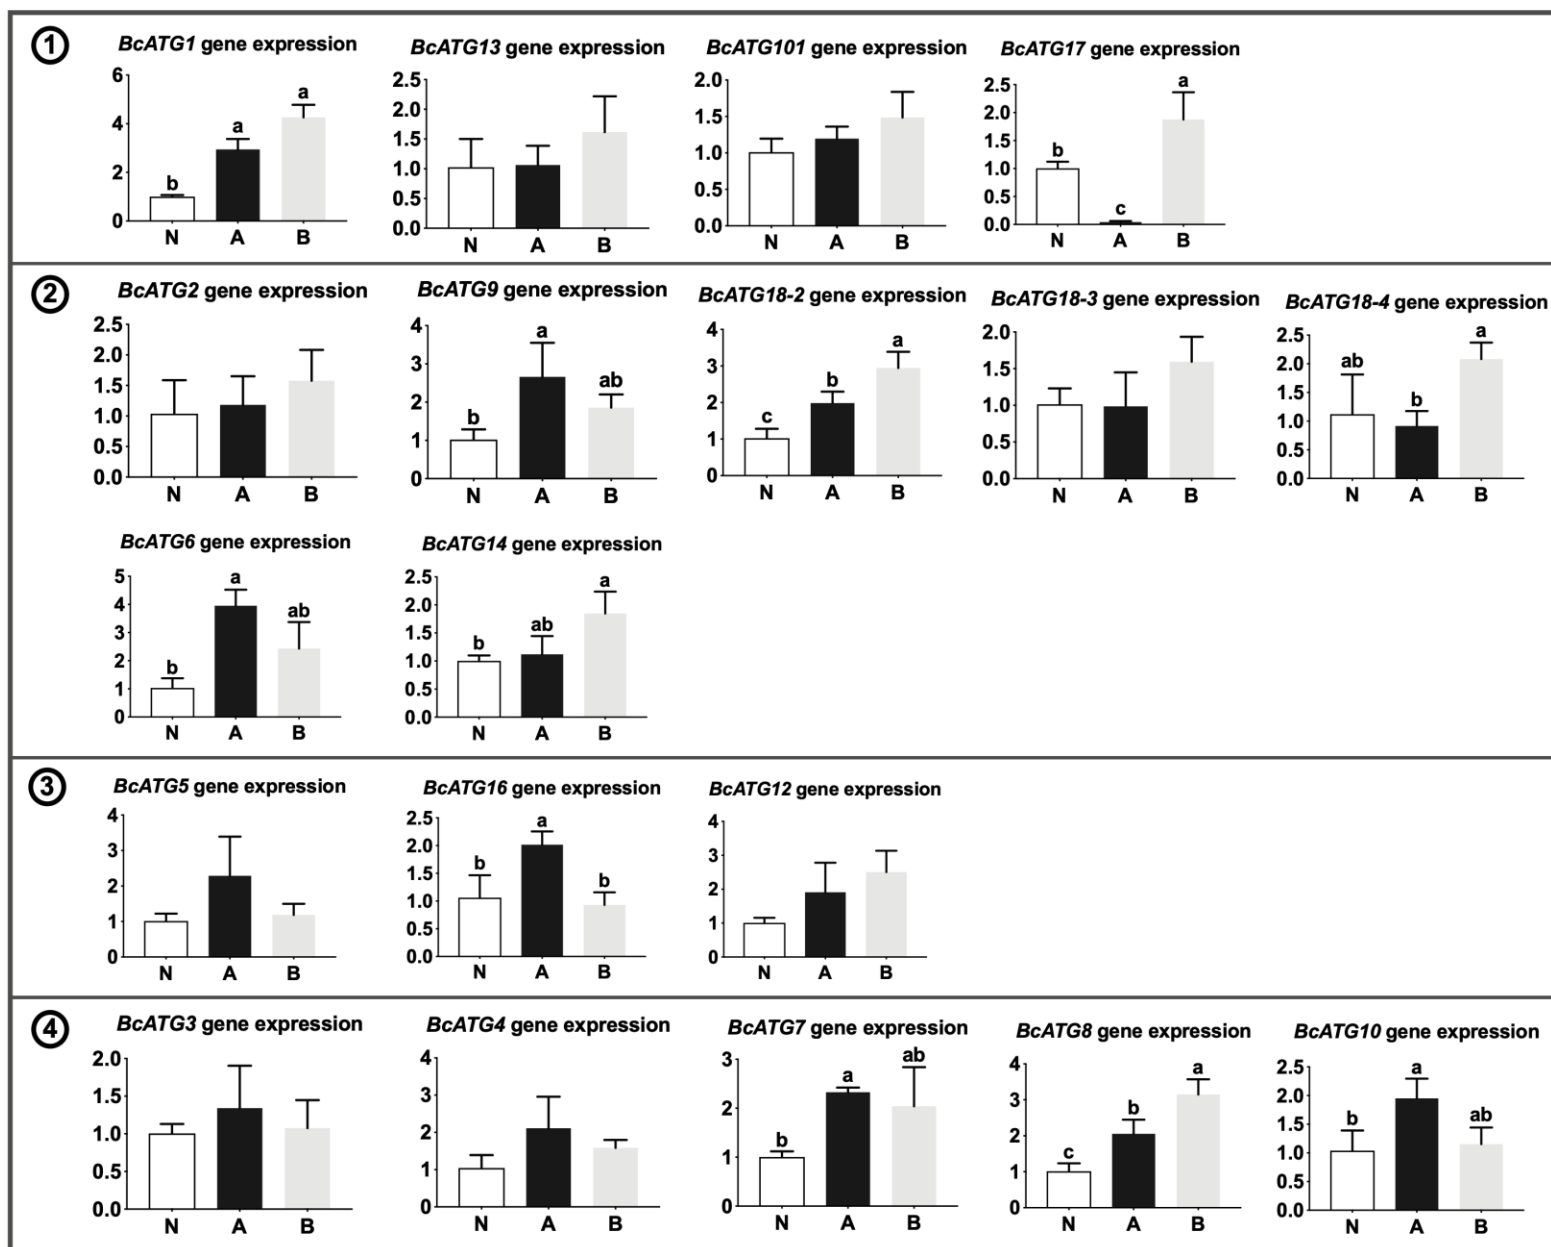 1
BcATG1 gene expression
6
4
2
0
b
a
a
N A B
BcATG13 gene expression
2.5
2.0
1.5
1.0
0.5
0.0
N A B
BcATG101 gene expression
2.0
1.5
1.0
0.5
0.0
N A B
BcATG17 gene expression
2.5
2.0
1.5
1.0
0.5
0.0
b
c
a
N A B
2
BcATG2 gene expression
2.5
2.0
1.5
1.0
0.5
0.0
N A B
BcATG9 gene expression
4
3
2
1
0
b
a
ab
N A B
BcATG18-2 gene expression
4
3
2
1
0
c
b
a
N A B
BcATG18-3 gene expression
2.0
1.5
1.0
0.5
0.0
N A B
BcATG18-4 gene expression
2.5
2.0
1.5
1.0
0.5
0.0
ab
b
a
N A B
BcATG6 gene expression
5
4
3
2
1
0
b
a
ab
N A B
BcATG14 gene expression
2.5
2.0
1.5
1.0
0.5
0.0
b
ab
a
N A B
3
BcATG5 gene expression
4
3
2
1
0
N A B
BcATG16 gene expression
2.5
2.0
1.5
1.0
0.5
0.0
b
a
b
N A B
BcATG12 gene expression
4
3
2
1
0
N A B
4
BcATG3 gene expression
2.0
1.5
1.0
0.5
0.0
N A B
BcATG4 gene expression
4
3
2
1
0
N A B
BcATG7 gene expression
3
2
1
0
b
a
ab
N A B
BcATG8 gene expression
4
3
2
1
0
c
b
a
N A B
BcATG10 gene expression
2.5
2.0
1.5
1.0
0.5
0.0
b
a
ab
N A B